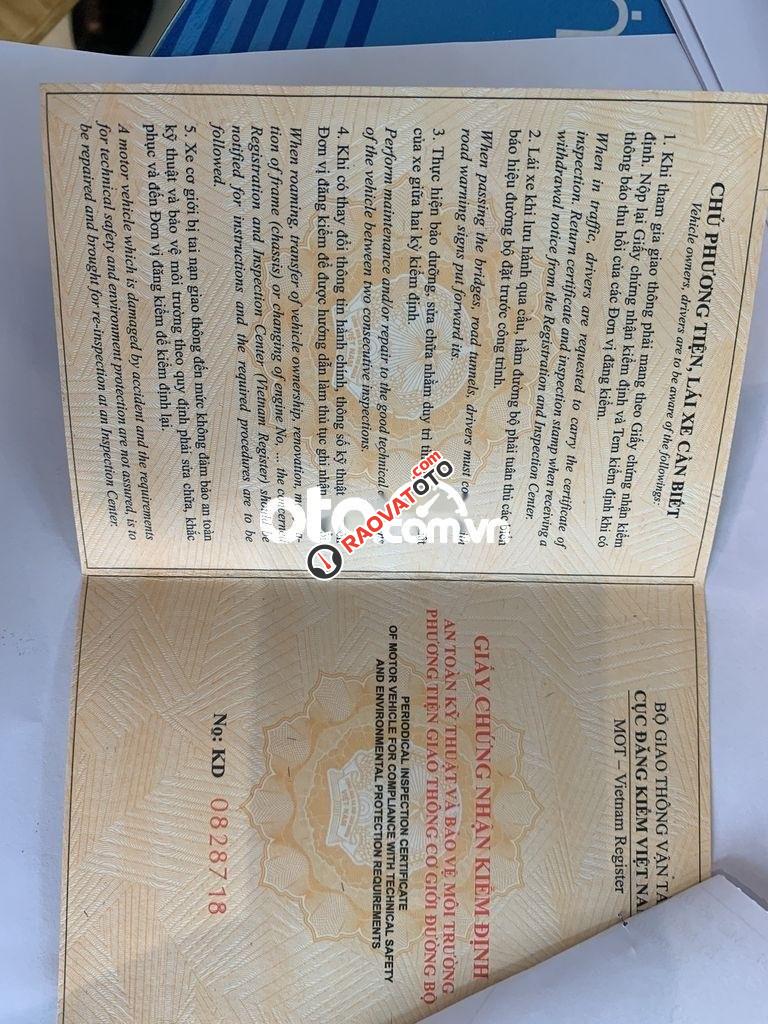 CHỦ PHƯƠNG TIỆN, LÁI XE CẦN BIẾT
Vehicle owners, drivers are to be aware of the followings:
1. Khi tham gia giao thông phải mang theo Giấy chứng nhận kiểm
định. Nộp lại Giấy chứng nhận kiểm định và Tem kiểm định khi có
thông báo thu hồi của các Đơn vị đăng kiểm.
When in traffic, drivers are requested to carry the certificate of
inspection. Return certificate and inspection stamp when receiving a
withdrawal notice from the Registration and Inspection Center.
2. Lái xe khi lưu hành qua cầu, hầm đường bộ phải tuân thủ các biển
báo hiệu đường bộ đặt trước công trình.
When passing the bridges, road tunnels, drivers must
road warning signs put forward its.
3. Thực hiện bảo dưỡng, sửa chữa nhằm duy trì
của xe giữa hai kỳ kiểm định.
Perform maintenance and/or repair to the good technical
of the vehicle between two consecutive inspections.
4. Khi có thay đổi thông tin hành chính, thông số kỹ thuật
Đơn vị đăng kiểm để được hướng dẫn làm thủ tục ghi nhận
When roaming, transfer of vehicle ownership, renovation,
tion of frame (chassis) or changing of engine No, ... the
Registration and Inspection Center (Vietnam Register) be
notified for instructions and the required procedures are to be
followed.
5. Xe cơ giới bị tai nạn giao thông đến mức không đảm bảo an toàn
kỹ thuật và bảo vệ môi trường theo quy định phải sửa chữa, khắc
phục và đến Đơn vị đăng kiểm để kiểm định lại.
A motor vehicle which is damaged by accident and the requirements
for technical safety and environment protection are not assured, is to
be repaired and brought for re-inspection at an Inspection Center.
BỘ GIAO THÔNG VẬN TẢ
CỤC ĐĂNG KIỂM VIỆT NA
MOT – Vietnam Register
GIẤY CHỨNG NHẬN KIỂM ĐỊNH
AN TOÀN KỸ THUẬT VÀ BẢO VỆ MÔI TRƯỜNG
PHƯƠNG TIỆN GIAO THÔNG CƠ GIỚI ĐƯỜNG BỘ
PERIODICAL INSPECTION CERTIFICATE
OF MOTOR VEHICLE FOR COMPLIANCE WITH TECHNICAL SAFETY
AND ENVIRONMENTAL PROTECTION REQUIREMENTS
No: KD 0828718
RAOVATOTO.com